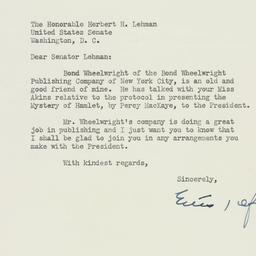 The Honorable Herbert H. Lehman
United States Senate
Washington, D. C.
Dear Senator Lehman:
Bond Wheelwright of the Bond Wheelwright
Publishing Company of New York City, is an old and
good friend of mine. He has talked with your Miss
Akins relative to the protocol in presenting the
Mystery of Hamlet, by Percy MacKaye, to the President.
Mr. Wheelwright's company is doing a great
job in publishing and I just want you to know that
I shall be glad to join you in any arrangements you
make with the President.
With kindest regards,
Sincerely,